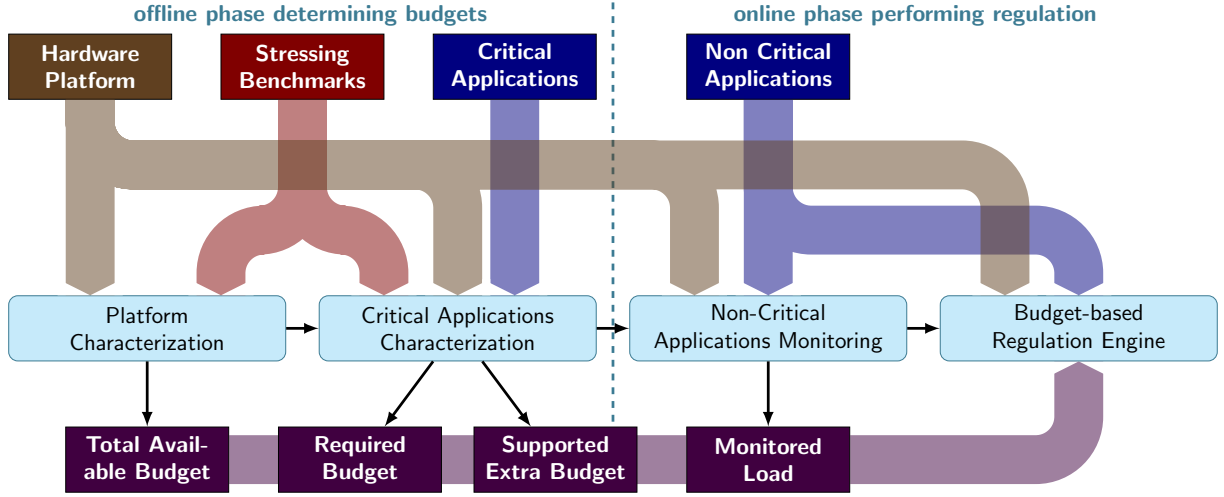 offline phase determining budgets
online phase performing regulation
Hardware
Platform
Stressing
Benchmarks
Critical
Applications
Non Critical
Applications
Platform
Characterization
Critical Applications
Characterization
Non-Critical
Applications Monitoring
Budget-based
Regulation Engine
Total Avail-
able Budget
Required
Budget
Supported
Extra Budget
Monitored
Load